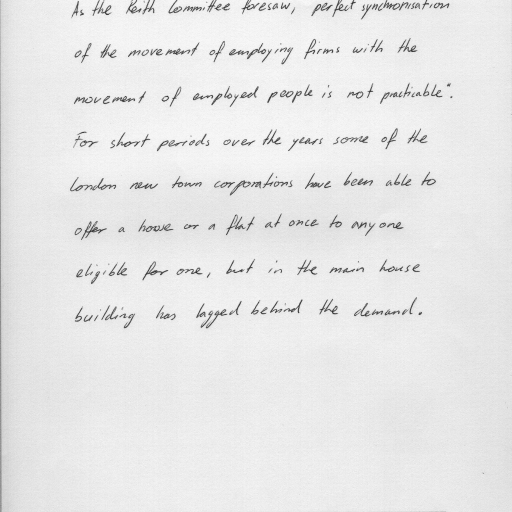 As the Reith Committee foresaw, perfect synchronisation
of the movement of employing firms with the
movement of employed people is not practicable".
For short periods over the years some of the
London new town corporations have been able to
offer a house or a flat at once to anyone
eligible for one, but in the main house
building has lagged behind the demand.